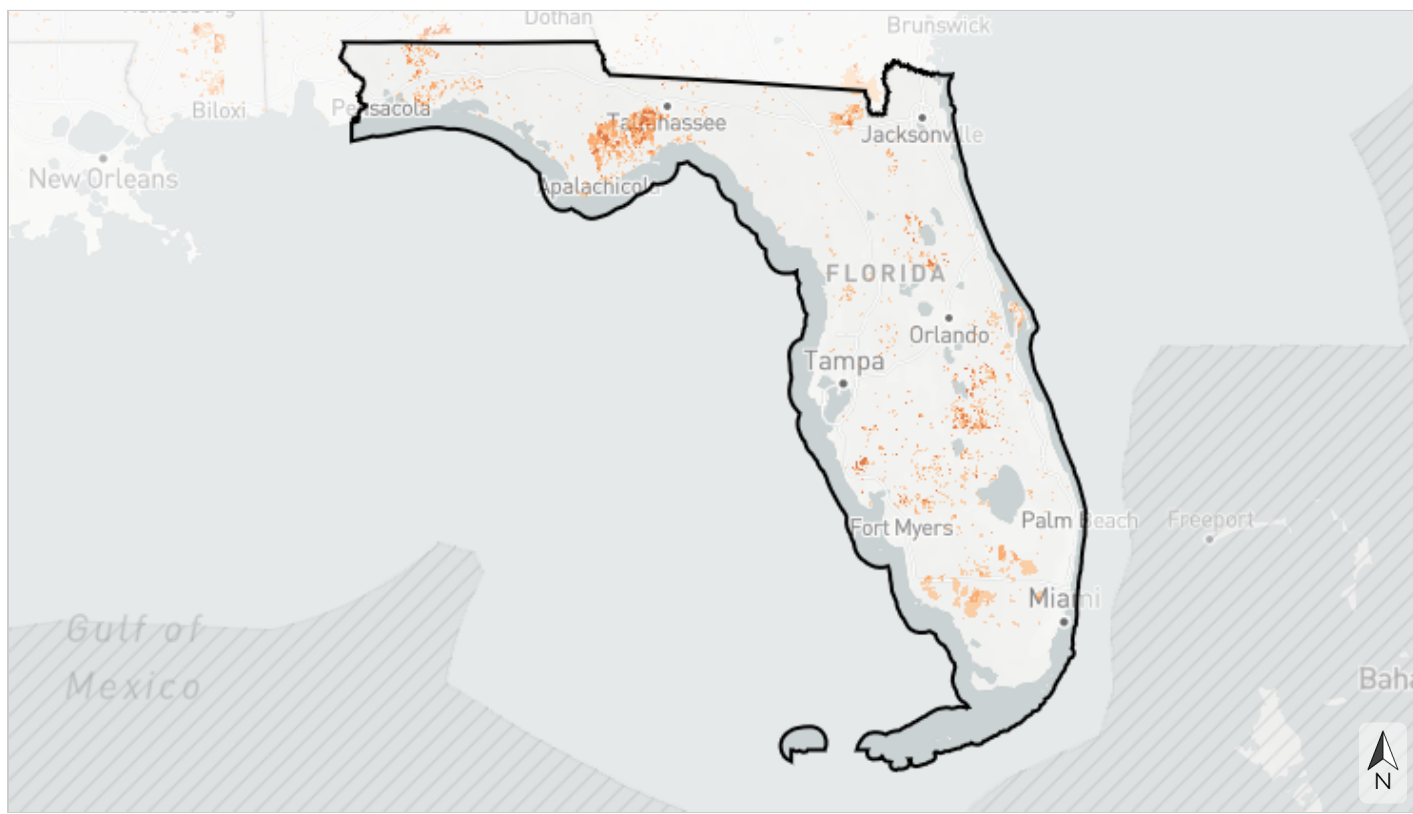 Dothan
Brunswick
Biloxi
Pensacola
Tallahassee
Jacksonville
New Orleans
Apalachicola
FLORIDA
Orlando
Tampa
Palm Beach
Freeport
Fort Myers
Miami
Gulf of
Mexico
Baha
N